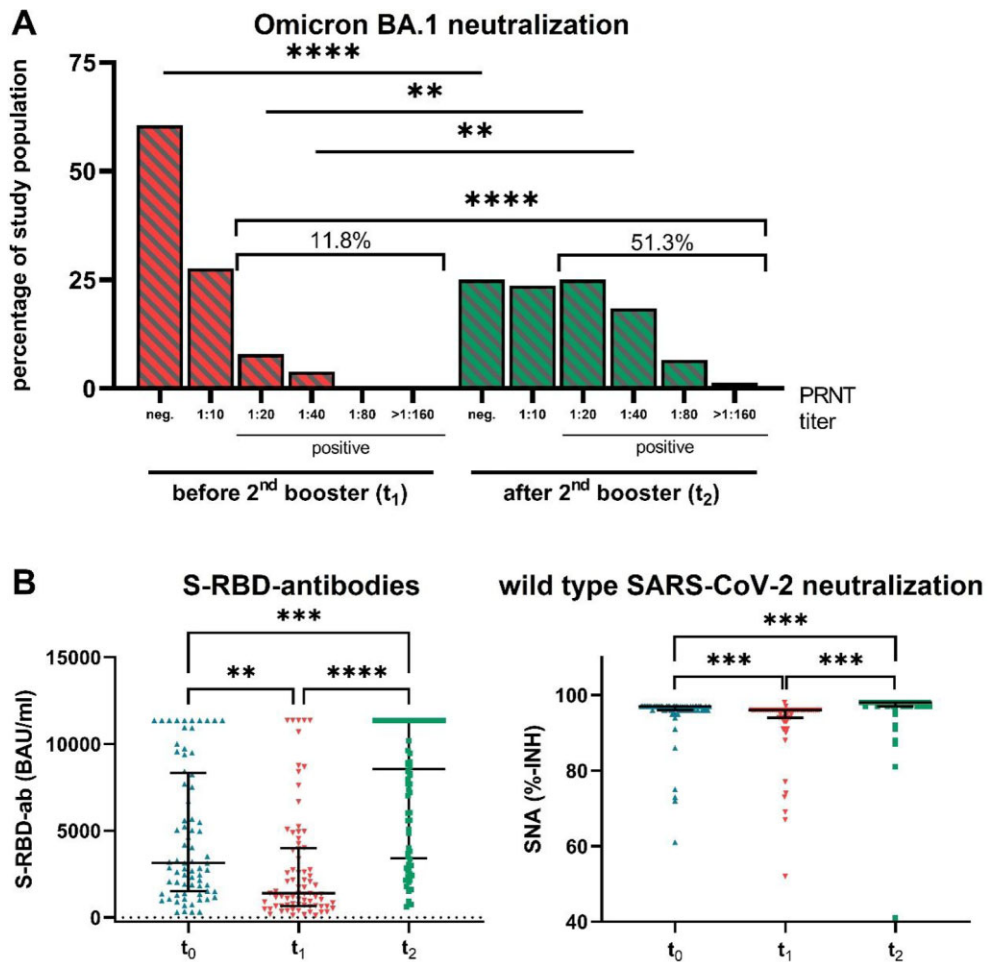 A
Omicron BA.1 neutralization
percentage of study population
75
50
25
0
****
**
**
****
11.8%
51.3%
neg. 1:10 1:20 1:40 1:80 >1:160 neg. 1:10 1:20 1:40 1:80 >1:160
PRNT
titer
positive positive
before 2nd booster (t1) after 2nd booster (t2)
B
S-RBD-antibodies
S-RBD-ab (BAU/ml)
15000
10000
5000
0
***
** ****
t0 t1 t2
wild type SARS-CoV-2 neutralization
SNA (%-INH)
100
80
60
40
***
*** ***
t0 t1 t2